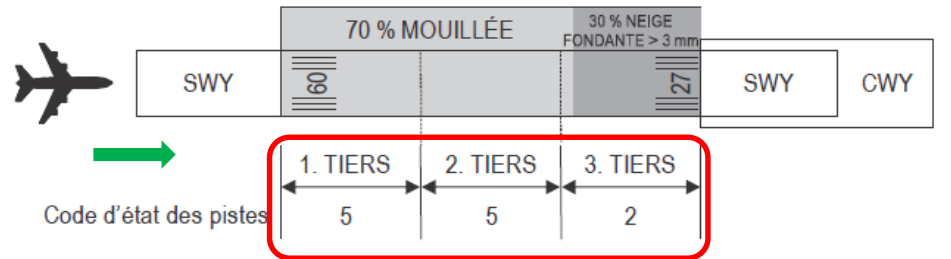 70 % MOUILLÉE
30 % NEIGE
FONDANTE > 3 mm
SWY
09
27
SWY
CWY
1. TIERS
2. TIERS
3. TIERS
Code d'état des pistes
5
5
2